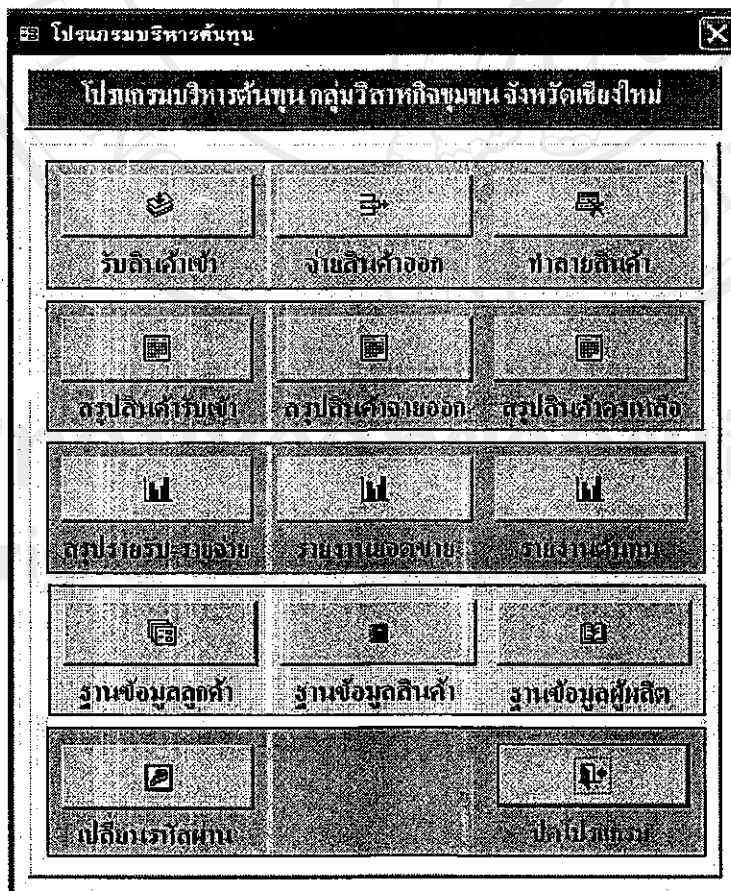 โปรแกรมบริหารต้นทุน
โปรแกรมบริหารต้นทุน กลุ่มวิสาหกิจชุมชน จังหวัดเชียงใหม่
รับสินค้าเข้า จ่ายสินค้าออก ทำลายสินค้า
สรุปสินค้ารับเข้า สรุปสินค้าจ่ายออก สรุปสินค้าคงเหลือ
สรุปรายรับ-รายจ่าย รายงานยอดขาย รายงานต้นทุน
ฐานข้อมูลลูกค้า ฐานข้อมูลสินค้า ฐานข้อมูลผู้ผลิต
เปลี่ยนรหัสผ่าน ปิดโปรแกรม